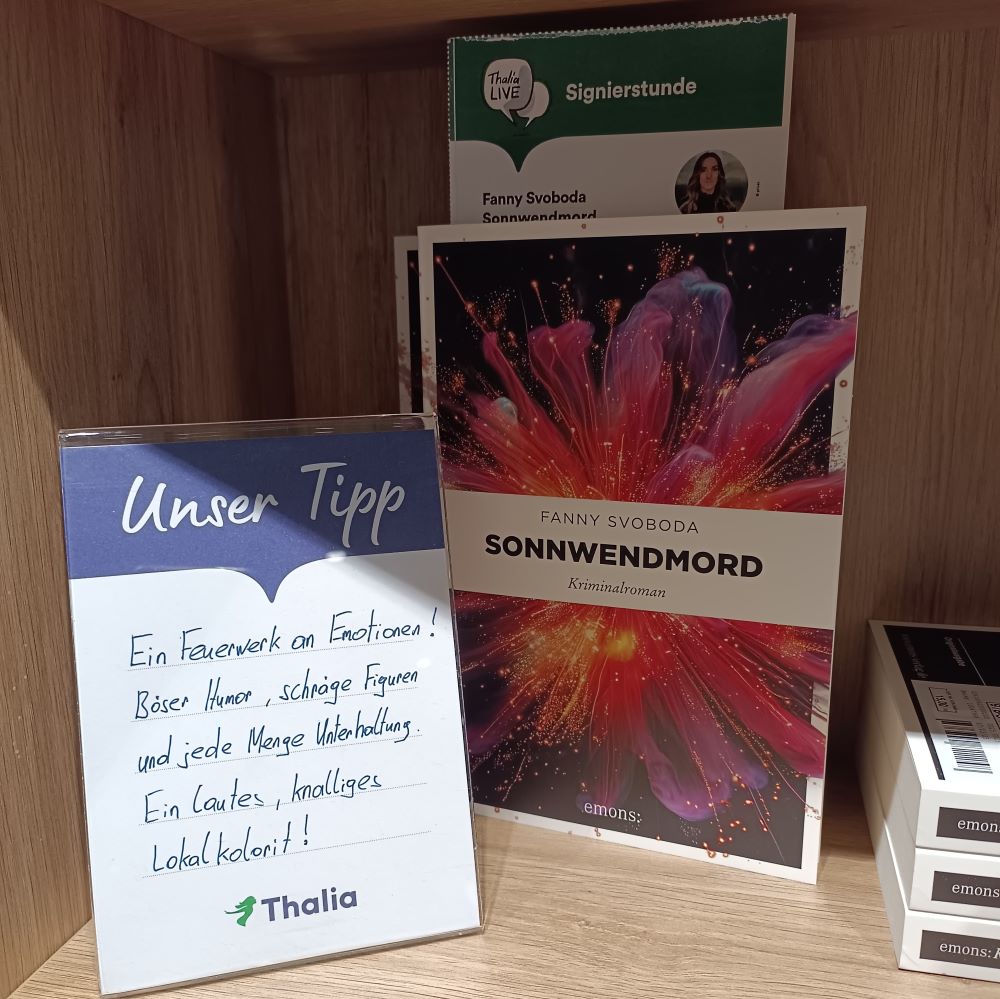 Thalia
LIVE
Signierstunde
Fanny Svoboda
Sonnwendmord
FANNY SVOBODA
SONNWENDMORD
Kriminalroman
emons:
Unser Tipp
Ein Feuerwerk an Emotionen!
Böser Humor, schräge Figuren
und jede Menge Unterhaltung.
Ein lautes, knalliges
Lokalkolorit!
Thalia
emons:
emons:
emons: